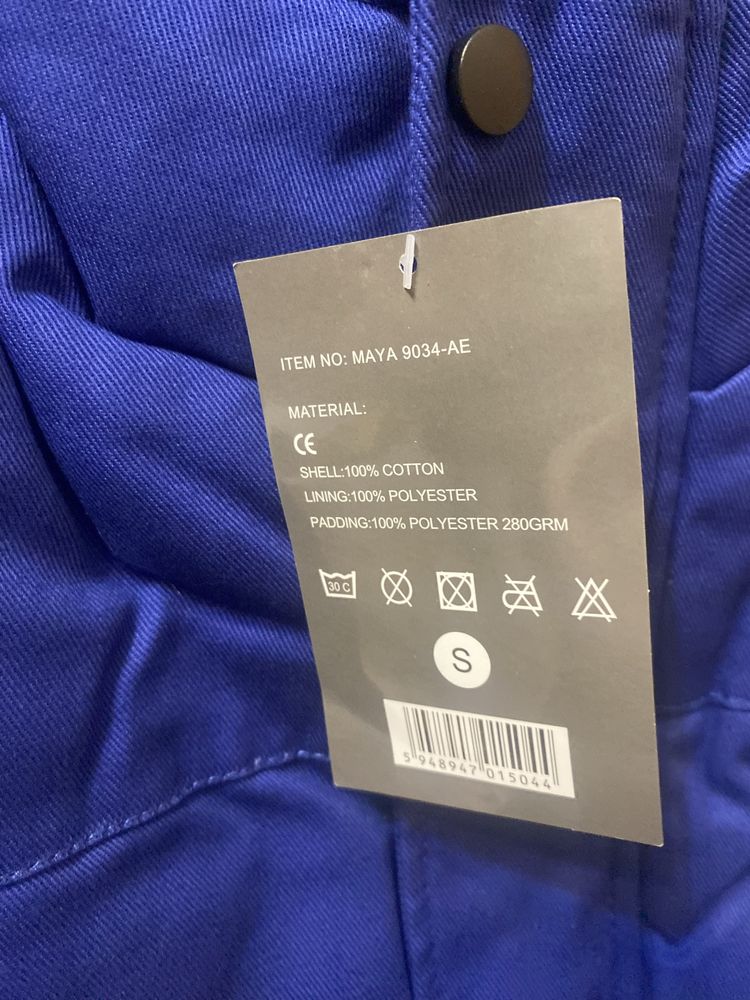 ITEM NO: MAYA 9034-AE
MATERIAL:
CE
SHELL:100% COTTON
LINING:100% POLYESTER
PADDING:100% POLYESTER 280GRM
30 C
S
5 948947 015044